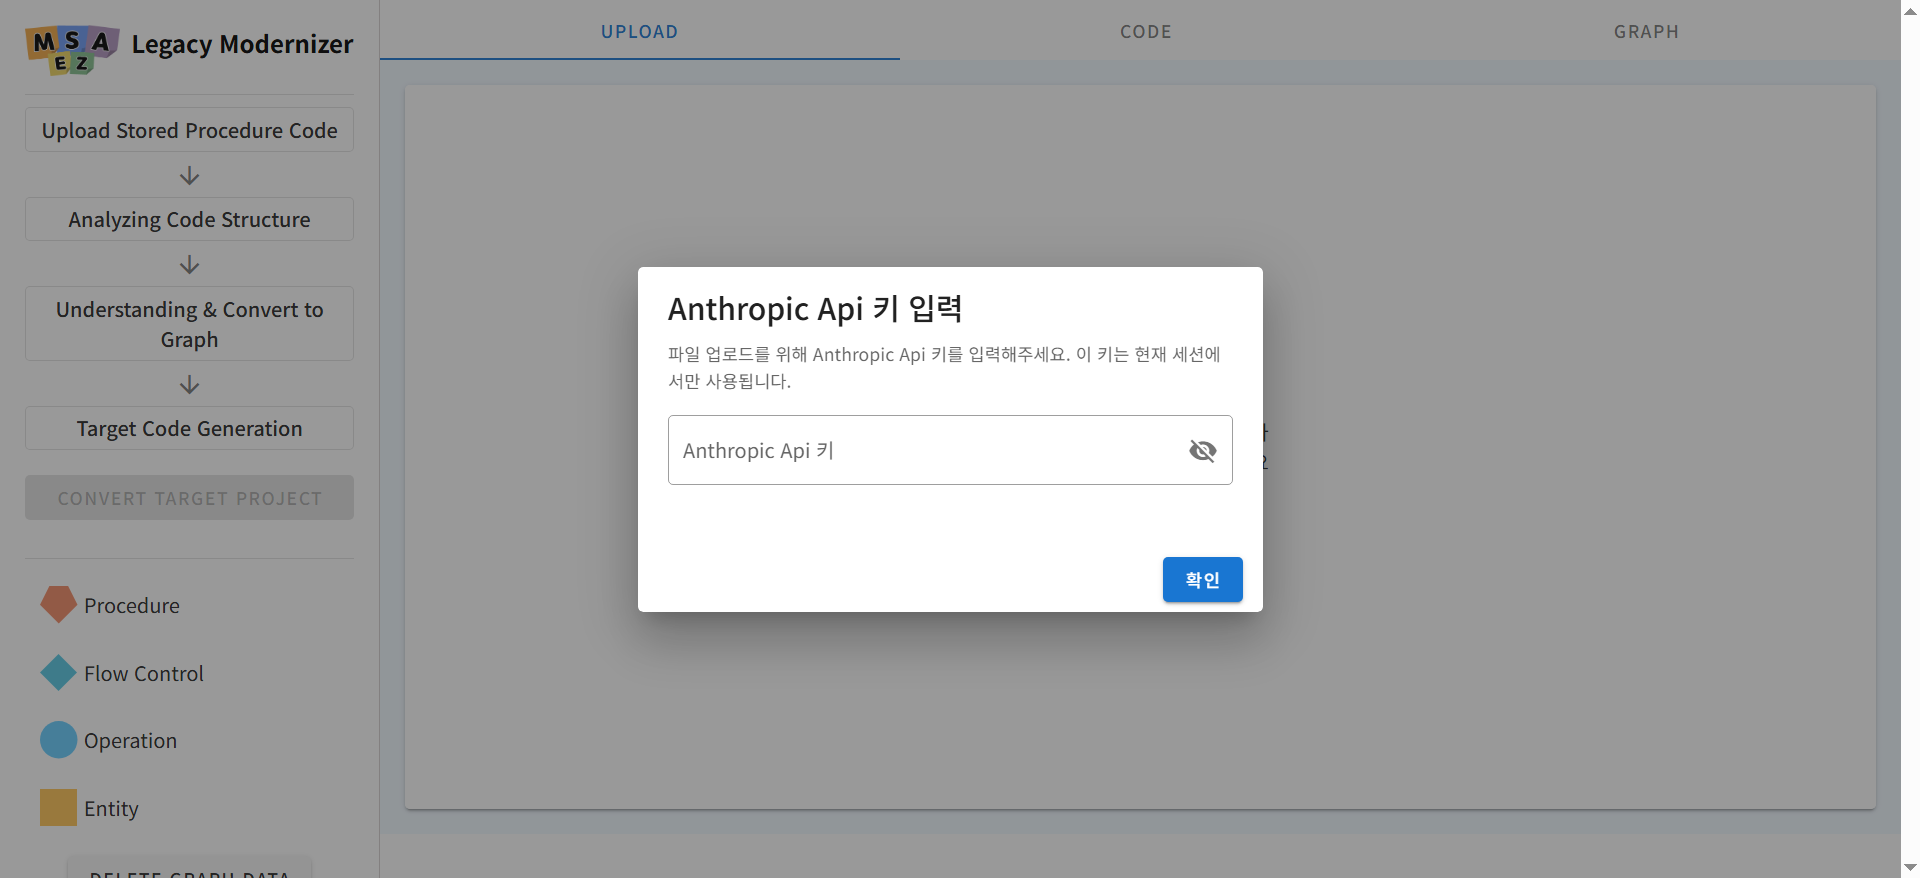 MSA
EZ
Legacy Modernizer
Upload Stored Procedure Code
Analyzing Code Structure
Understanding & Convert to
Graph
Target Code Generation
CONVERT TARGET PROJECT
Procedure
Flow Control
Operation
Entity
DELETE GRAPH DATA
UPLOAD
CODE
GRAPH
Anthropic Api 키 입력
파일 업로드를 위해 Anthropic Api 키를 입력해주세요. 이 키는 현재 세션에
서만 사용됩니다.
Anthropic Api 키
확인